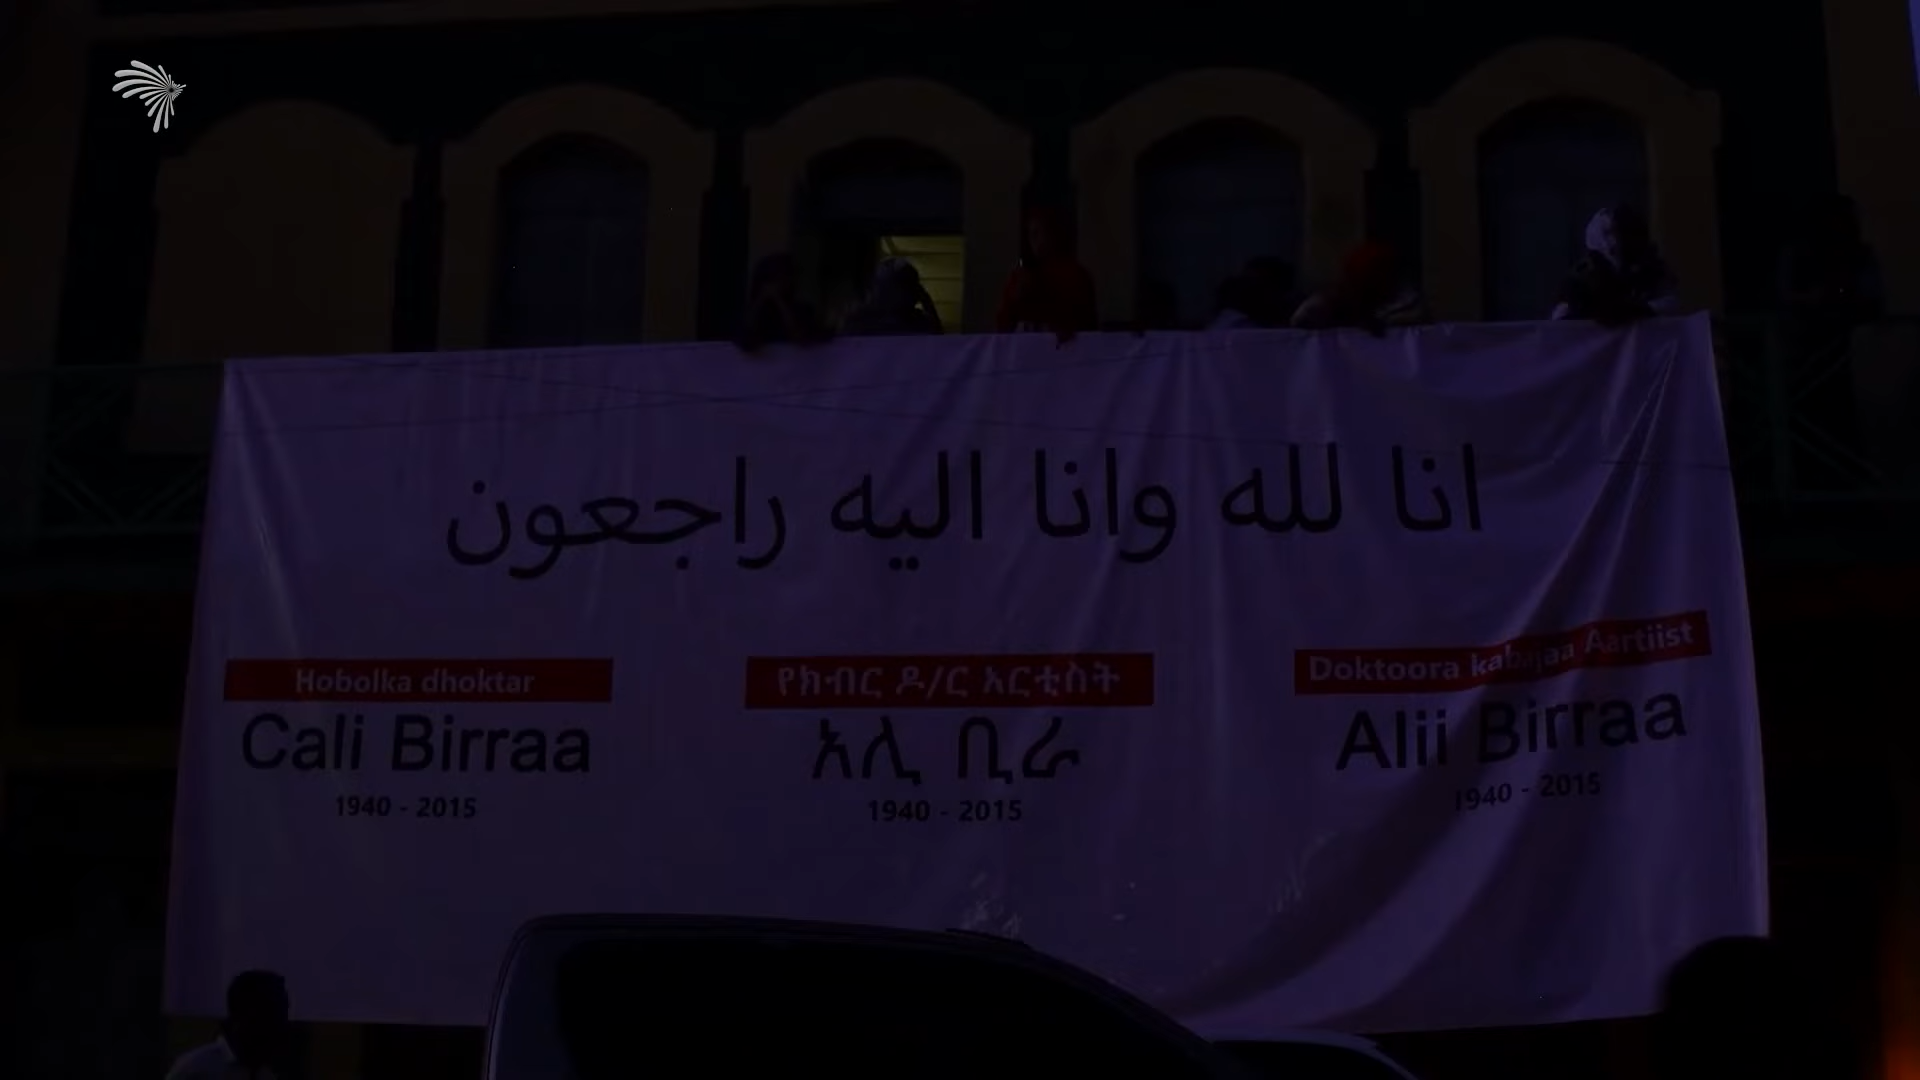 انا لله وانا اليه راجعون
Hobolka dhoktar
Cali Birraa
1940 - 2015
የክብር ዶ/ር አርቲስት
አሊ ቢራ
1940 - 2015
Doktoora kabajaa Aartiist
Alii Birraa
1940 - 2015